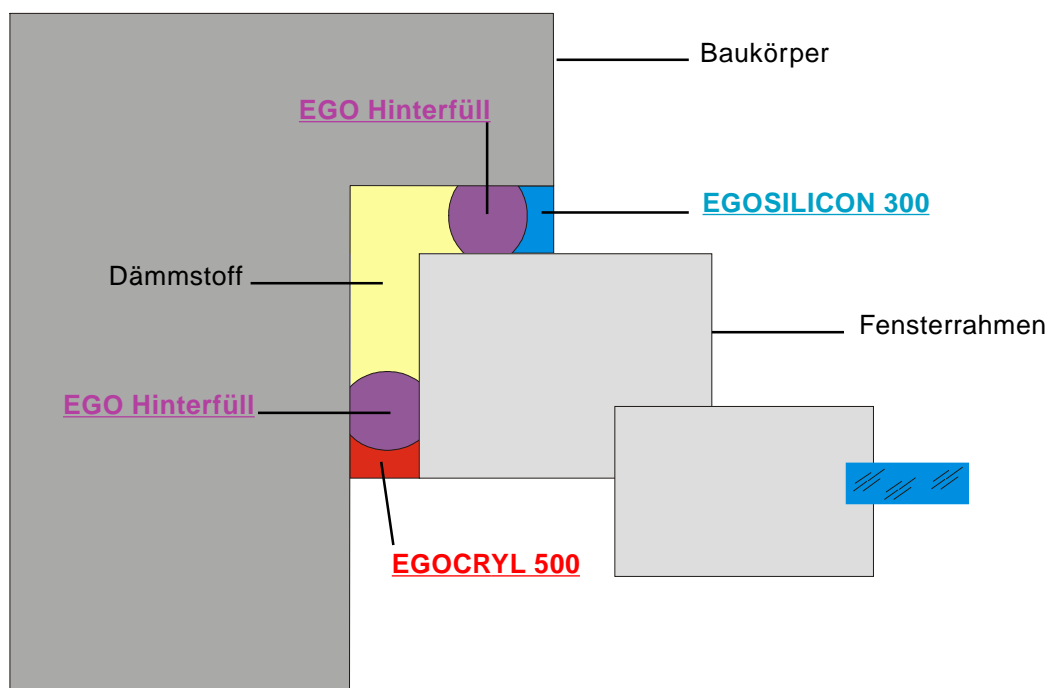 Baukörper
EGO Hinterfüll
EGOSILICON 300
Dämmstoff
Fensterrahmen
EGO Hinterfüll
EGOCRYL 500